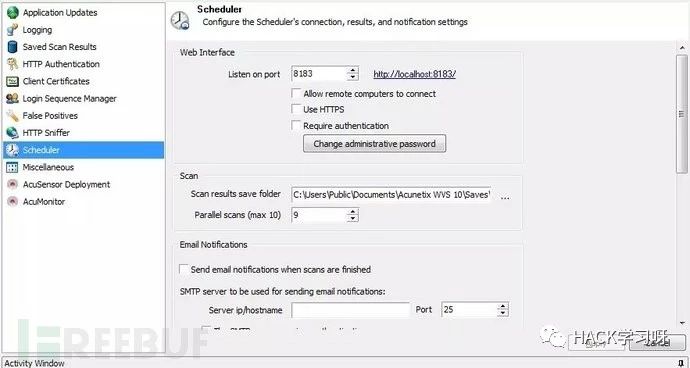 Application Updates
Logging
Saved Scan Results
HTTP Authentication
Client Certificates
Login Sequence Manager
False Positives
HTTP Sniffer
Scheduler
Miscellaneous
AcuSensor Deployment
AcuMonitor
Scheduler
Configure the Scheduler's connection, results, and notification settings
Web Interface
Listen on port 8183 http://localhost:8183/
Allow remote computers to connect
Use HTTPS
Require authentication
Change administrative password
Scan
Scan results save folder C:\Users\Public\Documents\Acunetix WVS 10\Saves\ ...
Parallel scans (max 10) 9
Email Notifications
Send email notifications when scans are finished
SMTP server to be used for sending email notifications:
Server ip/hostname Port 25
HACK学习呀
Cancel
REEBUF
Activity Window